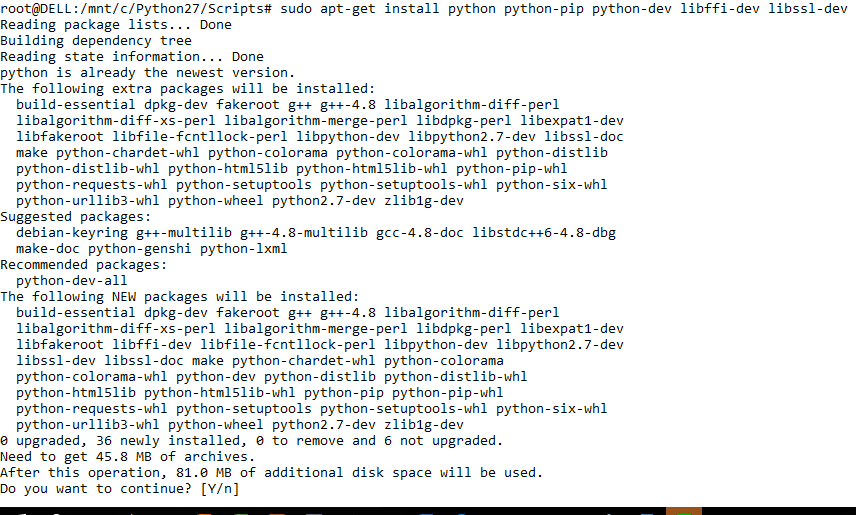 root@DELL:/mnt/c/Python27/Scripts# sudo apt-get install python python-pip python-dev libffi-dev libssl-dev
Reading package lists... Done
Building dependency tree
Reading state information... Done
python is already the newest version.
The following extra packages will be installed:
  build-essential dpkg-dev fakeroot g++ g++-4.8 libalgorithm-diff-perl
  libalgorithm-diff-xs-perl libalgorithm-merge-perl libdpkg-perl libexpat1-dev
  libfakeroot libfile-fcntllock-perl libpython-dev libpython2.7-dev libssl-doc
  make python-chardet-whl python-colorama python-colorama-whl python-distlib
  python-distlib-whl python-html5lib python-html5lib-whl python-pip-whl
  python-requests-whl python-setuptools python-setuptools-whl python-six-whl
  python-urllib3-whl python-wheel python2.7-dev zlib1g-dev
Suggested packages:
  debian-keyring g++-multilib g++-4.8-multilib gcc-4.8-doc libstdc++6-4.8-dbg
  make-doc python-genshi python-lxml
Recommended packages:
  python-dev-all
The following NEW packages will be installed:
  build-essential dpkg-dev fakeroot g++ g++-4.8 libalgorithm-diff-perl
  libalgorithm-diff-xs-perl libalgorithm-merge-perl libdpkg-perl libexpat1-dev
  libfakeroot libffi-dev libfile-fcntllock-perl libpython-dev libpython2.7-dev
  libssl-dev libssl-doc make python-chardet-whl python-colorama
  python-colorama-whl python-dev python-distlib python-distlib-whl
  python-html5lib python-html5lib-whl python-pip python-pip-whl
  python-requests-whl python-setuptools python-setuptools-whl python-six-whl
  python-urllib3-whl python-wheel python2.7-dev zlib1g-dev
0 upgraded, 36 newly installed, 0 to remove and 6 not upgraded.
Need to get 45.8 MB of archives.
After this operation, 81.0 MB of additional disk space will be used.
Do you want to continue? [Y/n]